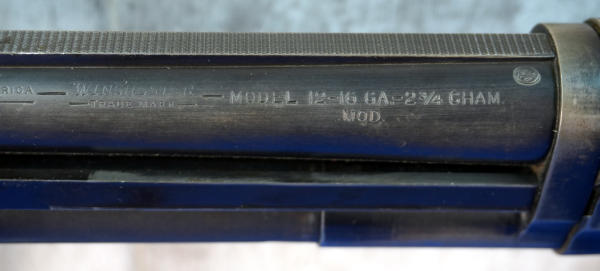 RICA — WINCHESTER — MODEL 12-16 GA.-2¾ CHAM.
— TRADE MARK — MOD.